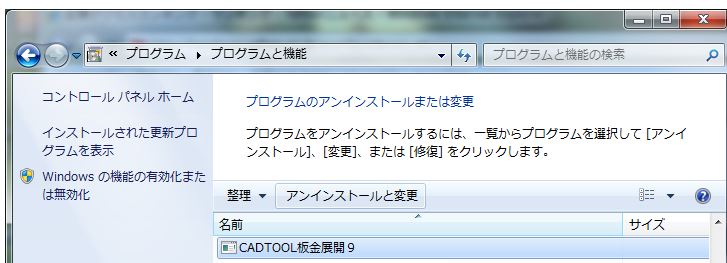 « プログラム ▸ プログラムと機能
プログラムと機能の検索
コントロール パネル ホーム
インストールされた更新プロ
グラムを表示
Windows の機能の有効化また
は無効化
プログラムのアンインストールまたは変更
プログラムをアンインストールするには、一覧からプログラムを選択して [アンイ
ンストール]、[変更]、または [修復] をクリックします。
整理 ▼ アンインストールと変更
名前 サイズ
CADTOOL板金展開９